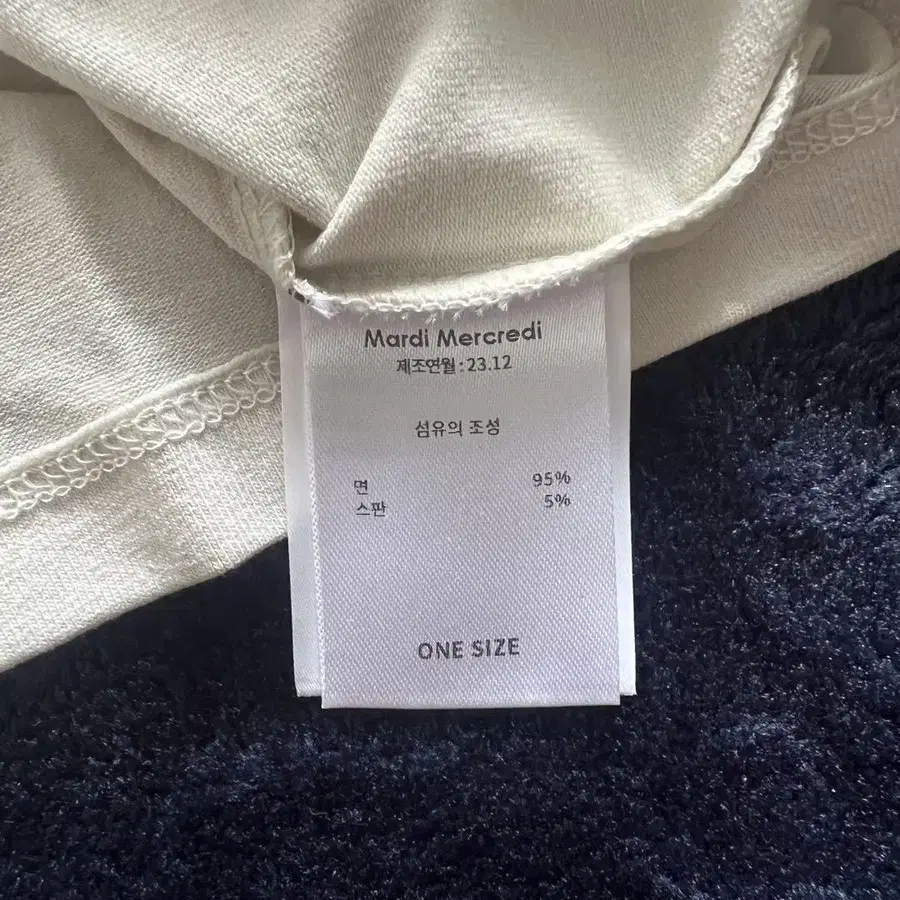 Mardi Mercredi
제조연월 : 23.12
섬유의 조성
면 95%
스판 5%
ONE SIZE